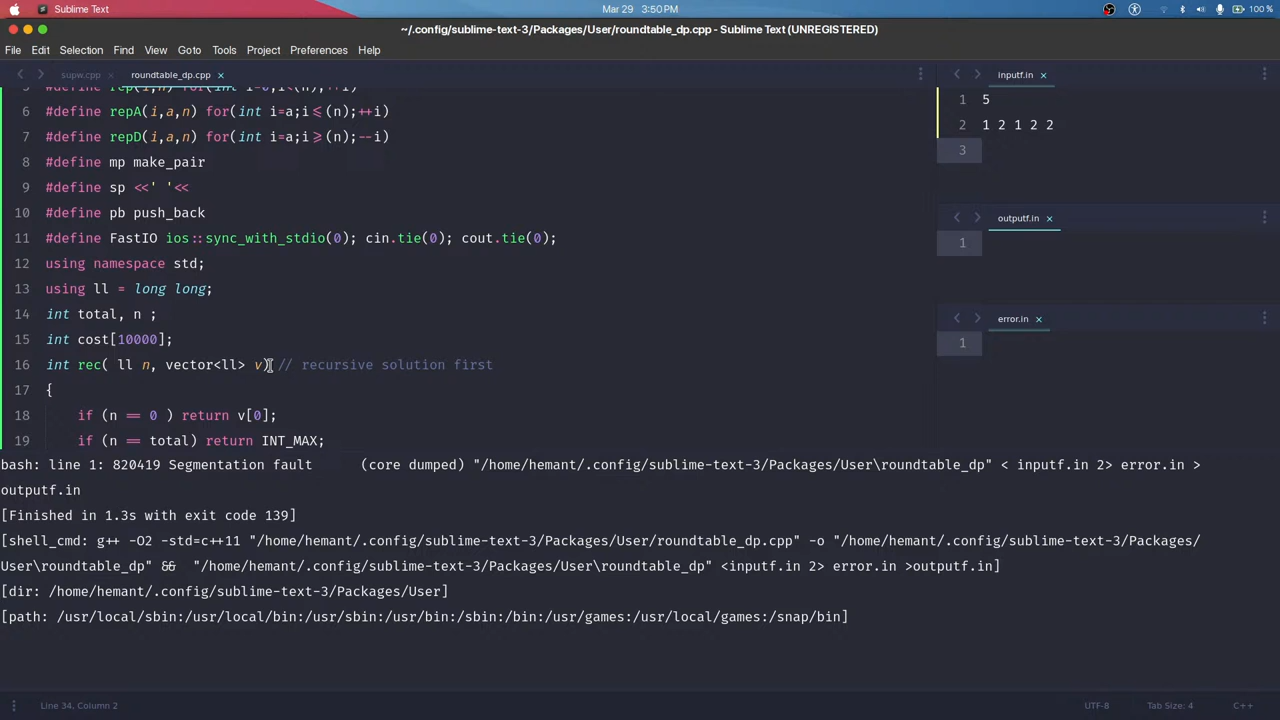 Sublime Text
Mar 29 3:50 PM
100 %
~/.config/sublime-text-3/Packages/User/roundtable_dp.cpp - Sublime Text (UNREGISTERED)
File Edit Selection Find View Goto Tools Project Preferences Help
supw.cpp × roundtable_dp.cpp ×
5 #define rep(i,n) for(int i=0;i<(n);++i)
6 #define repA(i,a,n) for(int i=a;i≤(n);++i)
7 #define repD(i,a,n) for(int i=a;i≥(n);--i)
8 #define mp make_pair
9 #define sp <<' '<<
10 #define pb push_back
11 #define FastIO ios::sync_with_stdio(0); cin.tie(0); cout.tie(0);
12 using namespace std;
13 using ll = long long;
14 int total, n ;
15 int cost[10000];
16 int rec( ll n, vector<ll> v) // recursive solution first
17 {
18 if (n == 0 ) return v[0];
19 if (n == total) return INT_MAX;
inputf.in ×
1 5
2 1 2 1 2 2
3
outputf.in ×
1
error.in ×
1
bash: line 1: 820419 Segmentation fault (core dumped) "/home/hemant/.config/sublime-text-3/Packages/User\roundtable_dp" < inputf.in 2> error.in >
outputf.in
[Finished in 1.3s with exit code 139]
[shell_cmd: g++ -O2 -std=c++11 "/home/hemant/.config/sublime-text-3/Packages/User/roundtable_dp.cpp" -o "/home/hemant/.config/sublime-text-3/Packages/
User\roundtable_dp" && "/home/hemant/.config/sublime-text-3/Packages/User\roundtable_dp" <inputf.in 2> error.in >outputf.in]
[dir: /home/hemant/.config/sublime-text-3/Packages/User]
[path: /usr/local/sbin:/usr/local/bin:/usr/sbin:/usr/bin:/sbin:/bin:/usr/games:/usr/local/games:/snap/bin]
Line 34, Column 2
UTF-8 Tab Size: 4 C++